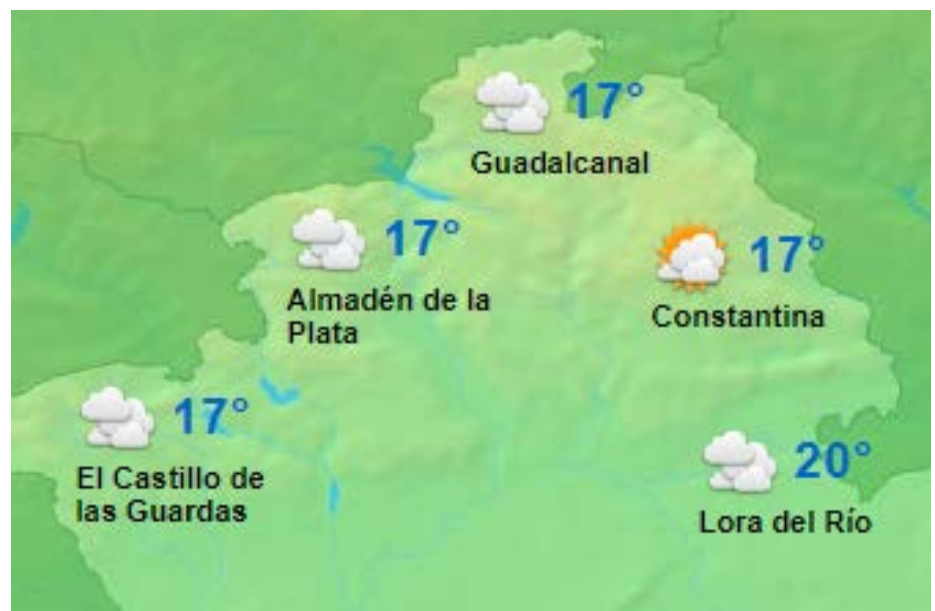 17°
Guadalcanal
17°
Almadén de la
Plata
17°
Constantina
17°
El Castillo de
las Guardas
20°
Lora del Río